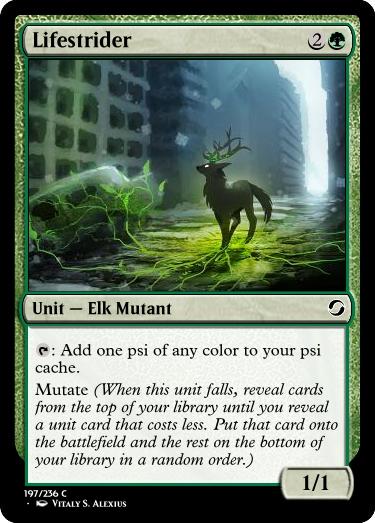 Lifestrider 2
Unit — Elk Mutant
: Add one psi of any color to your psi
cache.
Mutate (When this unit falls, reveal cards
from the top of your library until you reveal
a unit card that costs less. Put that card onto
the battlefield and the rest on the bottom of
your library in a random order.)
1/1
197/236 C
· Vitaly S. Alexius